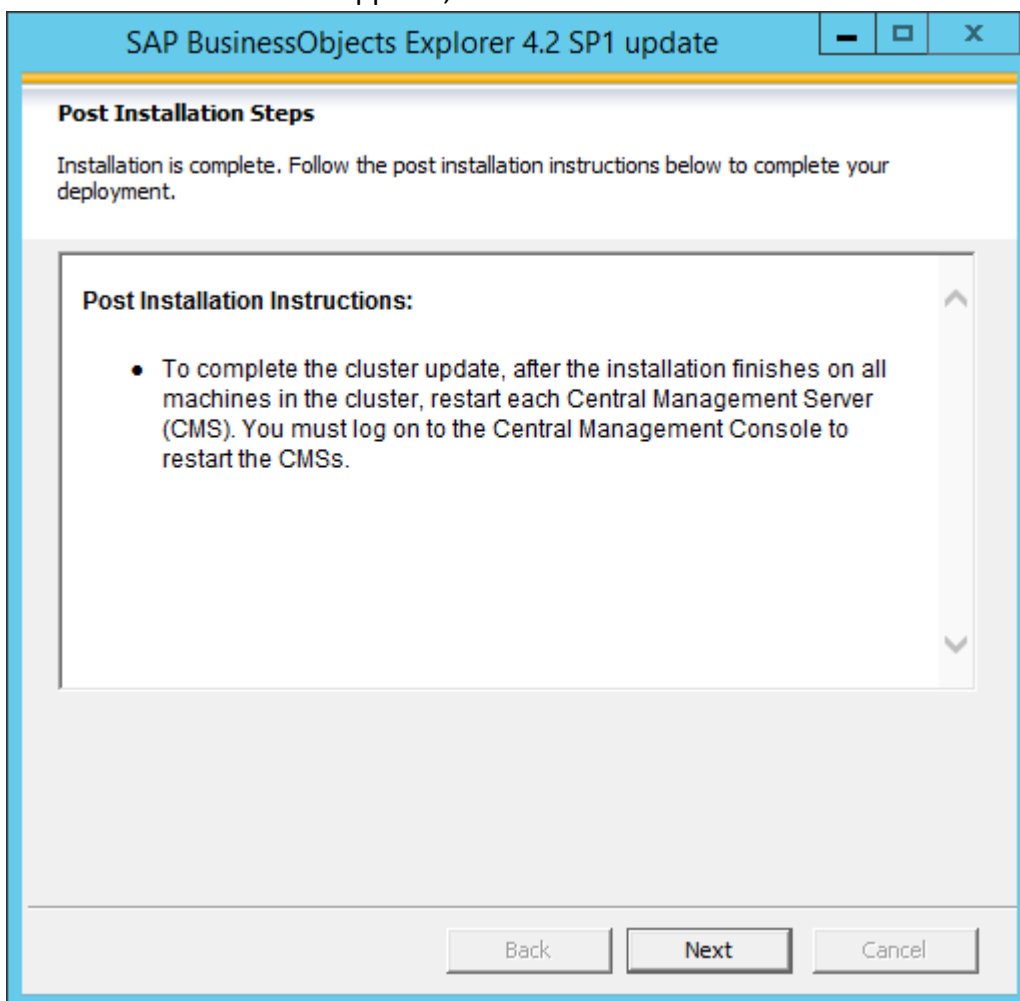 SAP BusinessObjects Explorer 4.2 SP1 update
Post Installation Steps
Installation is complete. Follow the post installation instructions below to complete your
deployment.
Post Installation Instructions:
● To complete the cluster update, after the installation finishes on all
machines in the cluster, restart each Central Management Server
(CMS). You must log on to the Central Management Console to
restart the CMSs.
Back Next Cancel